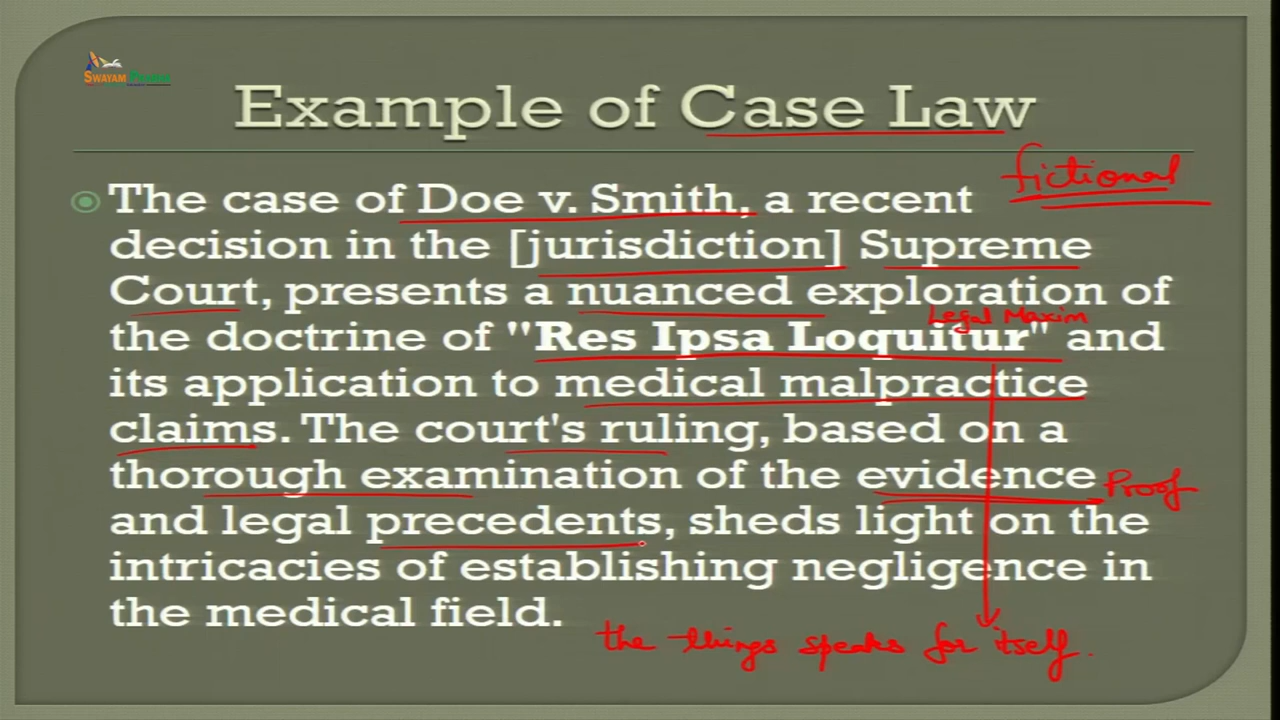 SWAYAM PRABHA
Example of Case Law
fictional
The case of Doe v. Smith, a recent
decision in the [jurisdiction] Supreme
Court, presents a nuanced exploration of
Legal Maxim
the doctrine of "Res Ipsa Loquitur" and
its application to medical malpractice
claims. The court's ruling, based on a
thorough examination of the evidence
Proof
and legal precedents, sheds light on the
intricacies of establishing negligence in
the medical field.
the things speaks for itself.